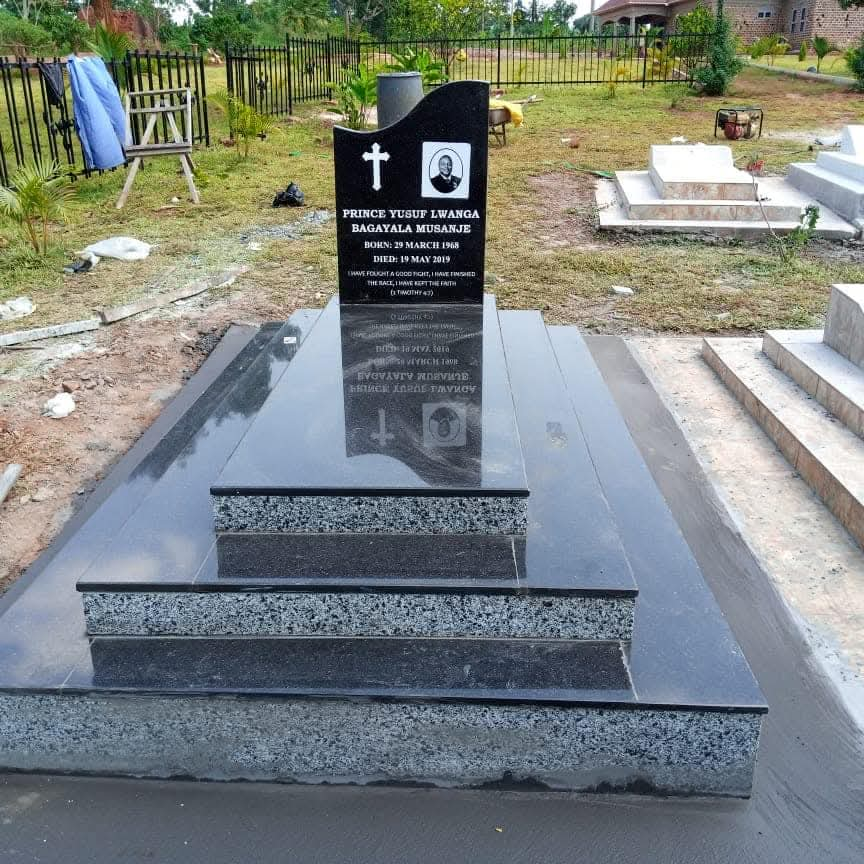 PRINCE YUSUF LWANGA
BAGAYALA MUSANJE
BORN: 29 MARCH 1968
DIED: 19 MAY 2019
I HAVE FOUGHT A GOOD FIGHT, I HAVE FINISHED
THE RACE, I HAVE KEPT THE FAITH
(1 TIMOTHY 4:7)